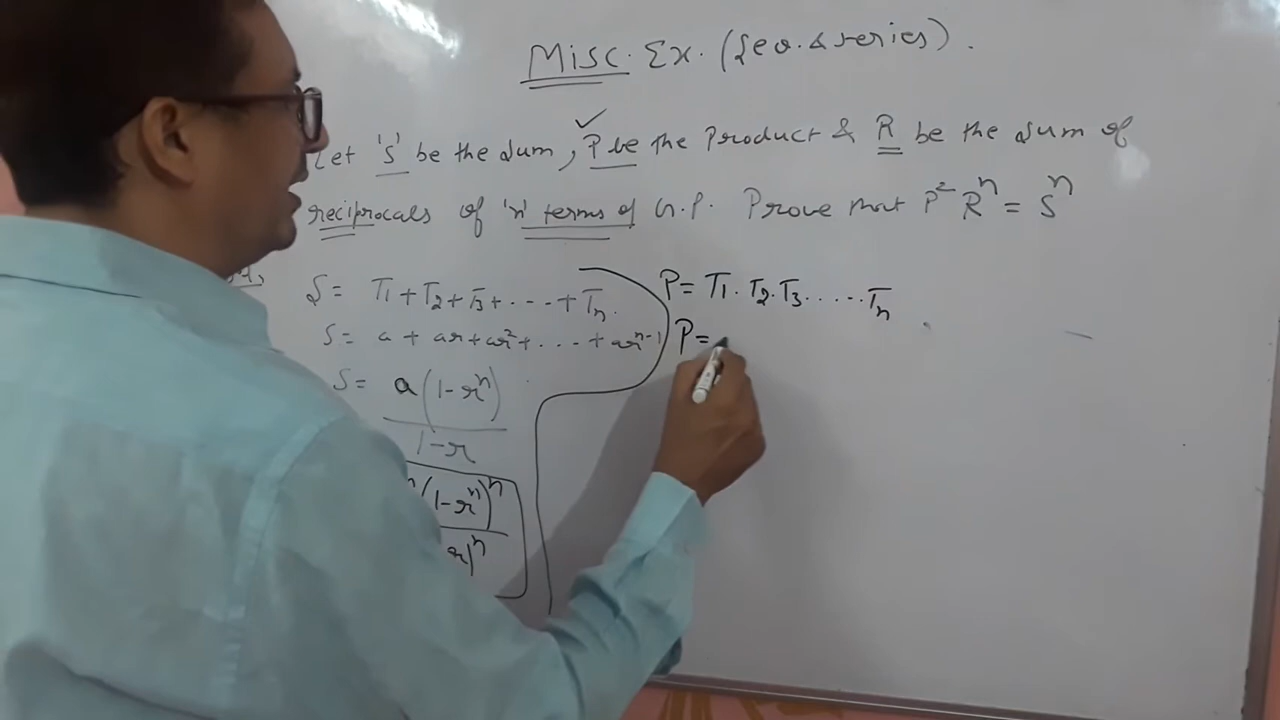 Misc. Ex. (Seq. & series).
Let 'S' be the sum, P be the Product & R be the sum of
reciprocals of 'n' terms of G.P. Prove that P² Rⁿ = Sⁿ
S = T₁ + T₂ + T₃ + .... + Tₙ.
S = a + ar + ar² + ... + arⁿ⁻¹
S = a(1-rⁿ)
1-r
(1-rⁿ)ⁿ
r)ⁿ
P = T₁. T₂. T₃ ..... Tₙ
P =